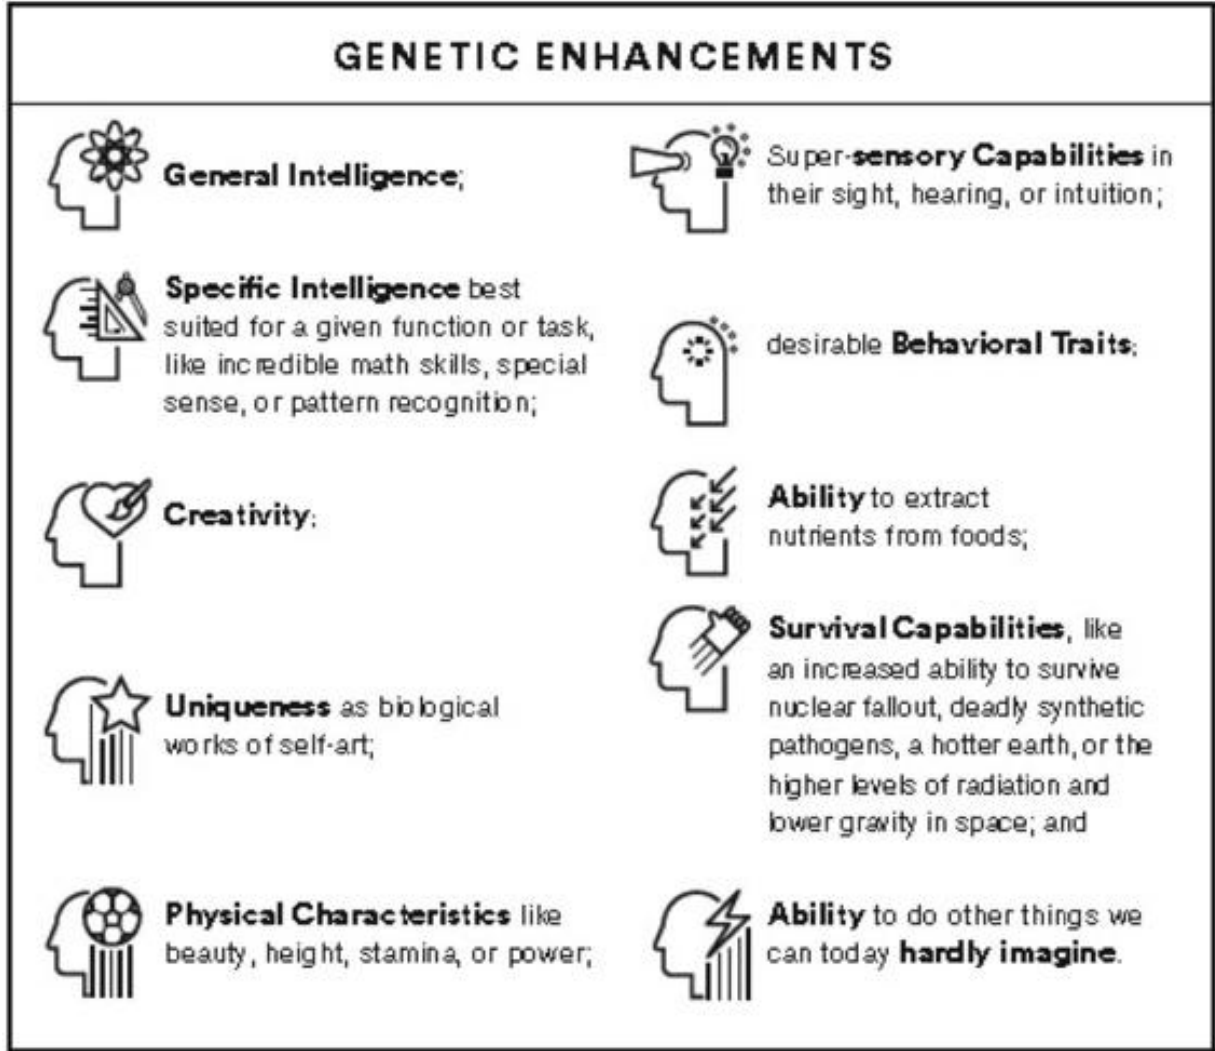 GENETIC ENHANCEMENTS
General Intelligence;
Specific Intelligence best
suited for a given function or task,
like incredible math skills, special
sense, or pattern recognition;
Creativity;
Uniqueness as biological
works of self-art;
Physical Characteristics like
beauty, height, stamina, or power;
Super-sensory Capabilities in
their sight, hearing, or intuition;
desirable Behavioral Traits;
Ability to extract
nutrients from foods;
Survival Capabilities, like
an increased ability to survive
nuclear fallout, deadly synthetic
pathogens, a hotter earth, or the
higher levels of radiation and
lower gravity in space; and
Ability to do other things we
can today hardly imagine.